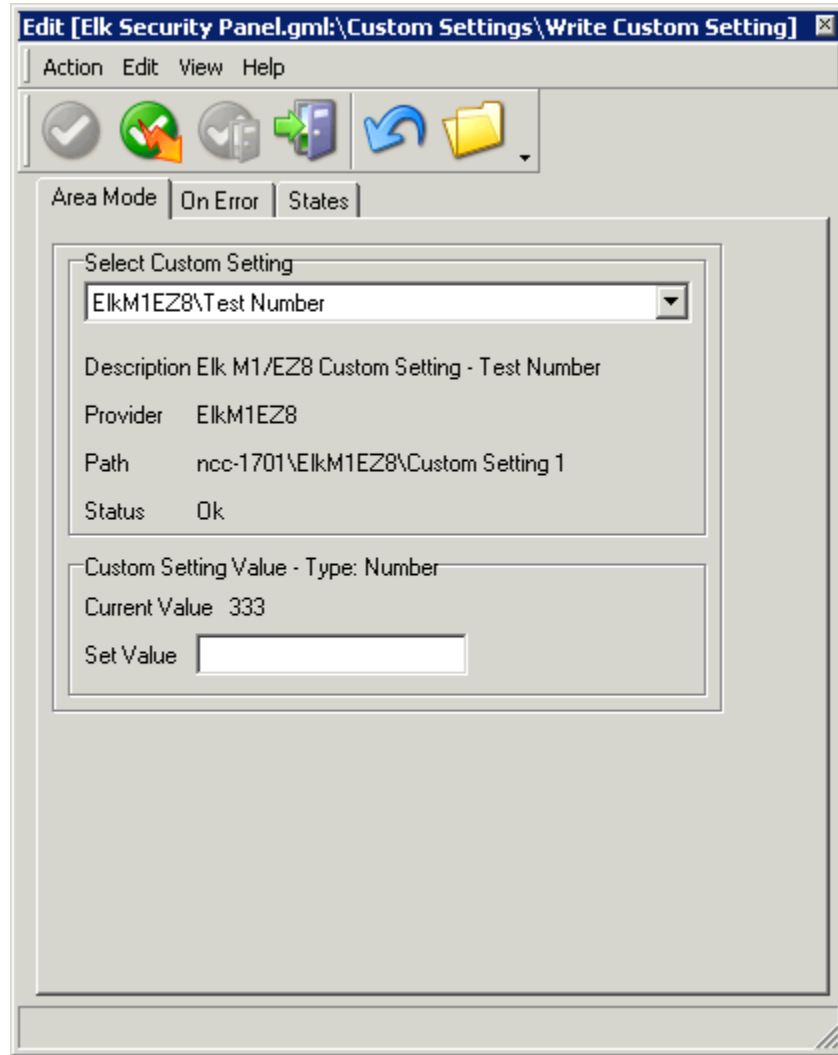 Edit [Elk Security Panel.gml:\Custom Settings\Write Custom Setting]
Action Edit View Help
Area Mode On Error States
Select Custom Setting
ElkM1EZ8\Test Number
Description Elk M1/EZ8 Custom Setting - Test Number
Provider ElkM1EZ8
Path ncc-1701\ElkM1EZ8\Custom Setting 1
Status Ok
Custom Setting Value - Type: Number
Current Value 333
Set Value